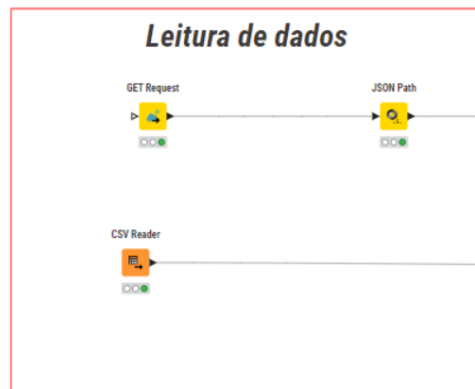 Leitura de dados
GET Request
JSON Path
CSV Reader